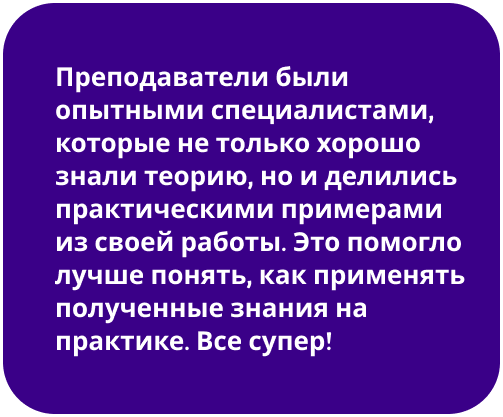 Преподаватели были
опытными специалистами,
которые не только хорошо
знали теорию, но и делились
практическими примерами
из своей работы. Это помогло
лучше понять, как применять
полученные знания на
практике. Все супер!